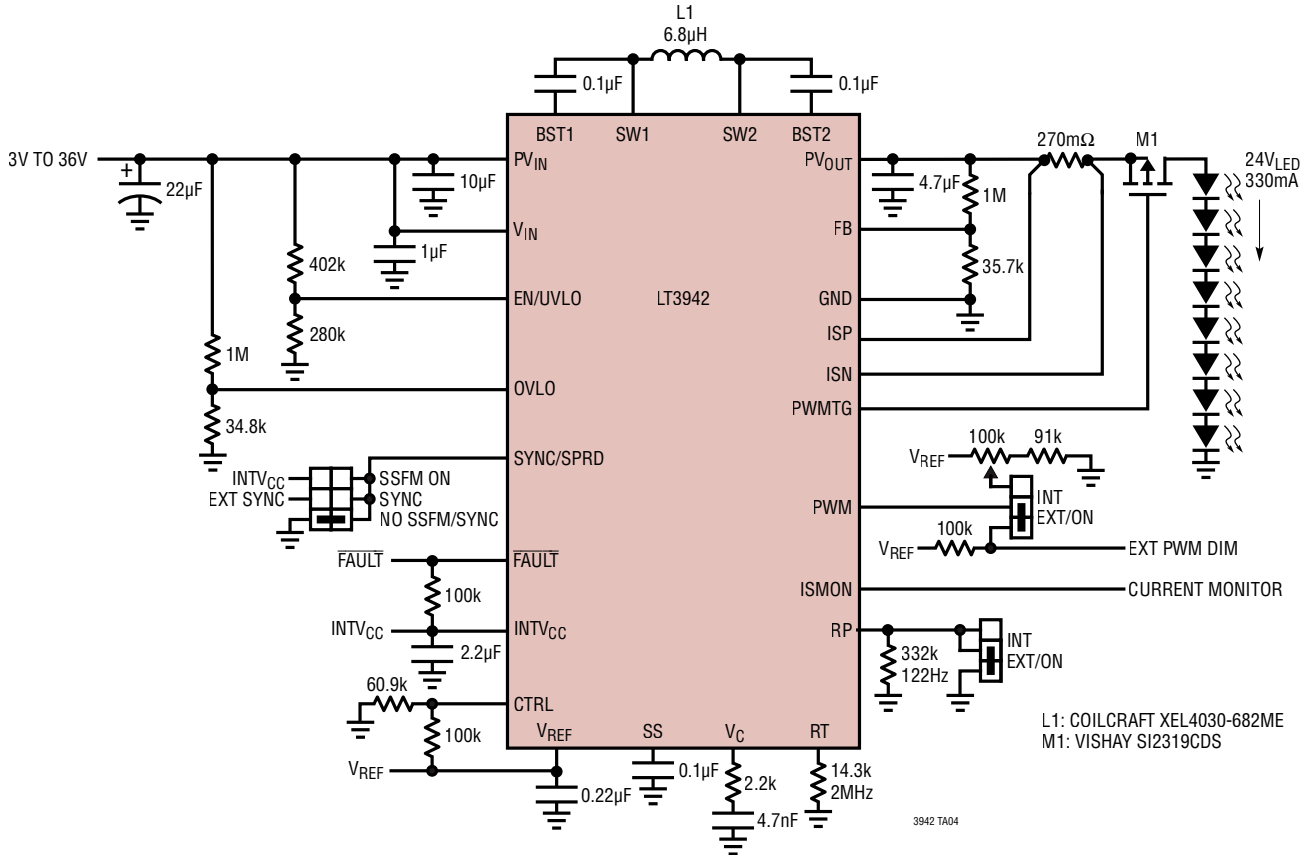 L1
6.8µH
0.1µF
0.1µF
BST1
SW1
SW2
BST2
3V TO 36V
PVIN
PVOUT
270mΩ
M1
24VLED
330mA
22µF
10µF
4.7µF
1M
VIN
FB
1µF
402k
35.7k
EN/UVLO
LT3942
GND
280k
ISP
1M
ISN
OVLO
PWMTG
34.8k
100k
91k
VREF
SYNC/SPRD
INTVCC
SSFM ON
EXT SYNC
SYNC
NO SSFM/SYNC
PWM
INT
EXT/ON
100k
VREF
EXT PWM DIM
FAULT
FAULT
100k
ISMON
CURRENT MONITOR
INTVCC
INTVCC
RP
INT
EXT/ON
2.2µF
332k
122Hz
60.9k
CTRL
100k
VREF
SS
VC
RT
L1: COILCRAFT XEL4030-682ME
M1: VISHAY SI2319CDS
VREF
0.22µF
0.1µF
2.2k
14.3k
2MHz
4.7nF
3942 TA04